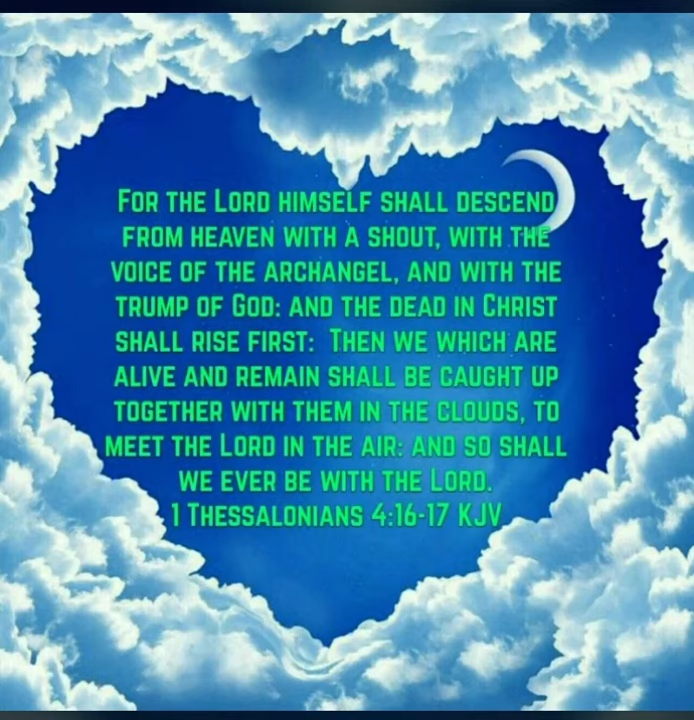 For the Lord himself shall descend
from heaven with a shout, with the
voice of the archangel, and with the
trump of God: and the dead in Christ
shall rise first:  Then we which are
alive and remain shall be caught up
together with them in the clouds, to
meet the Lord in the air: and so shall
we ever be with the Lord.
1 Thessalonians 4:16-17 KJV